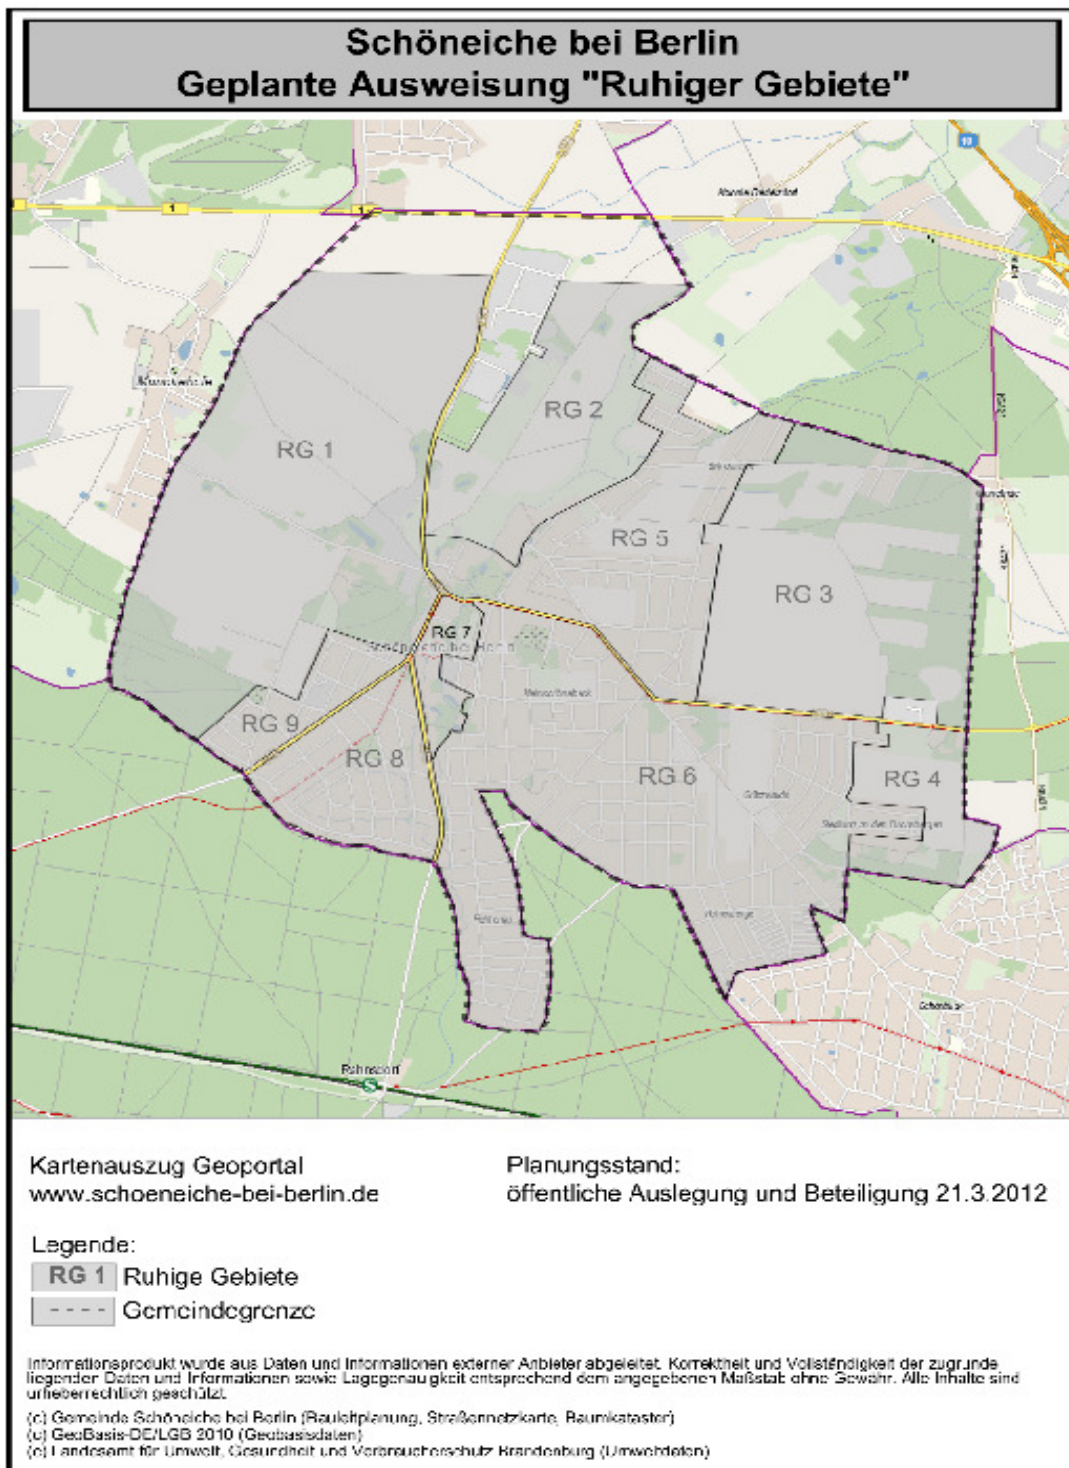 Schöneiche bei Berlin
Geplante Ausweisung "Ruhiger Gebiete"
10
1
1
RG 2
RG 1
RG 5
RG 3
RG 7
RG 9
RG 8
RG 6
RG 4
Rahnsdorf
S
Kartenauszug Geoportal
www.schoeneiche-bei-berlin.de
Planungsstand:
öffentliche Auslegung und Beteiligung 21.3.2012
Legende:
RG 1 Ruhige Gebiete
Gemeindegrenze
Informationsprodukt wurde aus Daten und Informationen externer Anbieter abgeleitet. Korrektheit und Vollständigkeit der zugrunde
liegenden Daten und Informationen sowie Lagegenauigkeit entsprechend dem angegebenen Maßstab ohne Gewähr. Alle Inhalte sind
urheberrechtlich geschützt.
(c) Gemeinde Schöneiche bei Berlin (Bauleitplanung, Straßennetzkarte, Baumkataster)
(c) GeoBasis-DE/LGB 2010 (Geobasisdaten)
(c) Landesamt für Umwelt, Gesundheit und Verbraucherschutz Brandenburg (Umweltdaten)